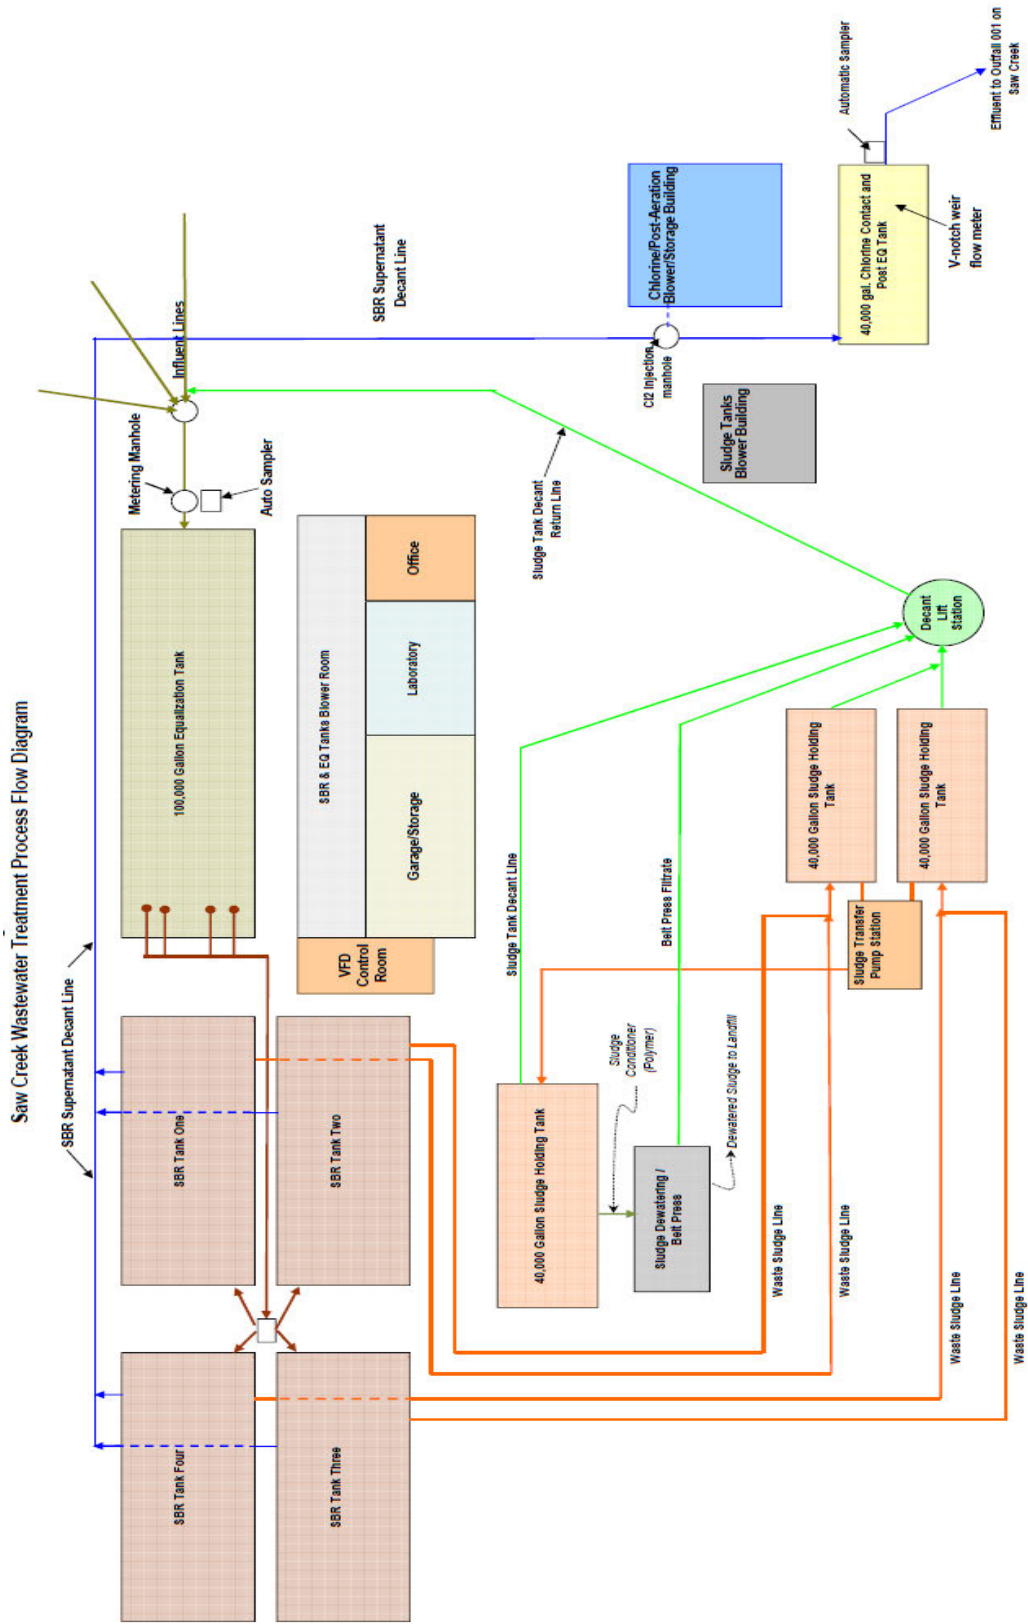 Saw Creek Wastewater Treatment Process Flow Diagram
SBR Supernatant Decant Line
SBR Tank Four
SBR Tank One
100,000 Gallon Equalization Tank
Metering Manhole
Auto Sampler
Influent Lines
SBR Supernatant
Decant Line
SBR Tank Three
SBR Tank Two
VFD
Control
Room
SBR & EQ Tanks Blower Room
Garage/Storage
Laboratory
Office
Sludge Tank Decant Line
Sludge Tank Decant
Return Line
40,000 Gallon Sludge Holding Tank
Sludge
Conditioner
(Polymer)
Sludge Dewatering /
Belt Press
Dewatered Sludge to Landfill
Belt Press Filtrate
Cl2 Injection
manhole
Chlorine/Post-Aeration
Blower/Storage Building
Sludge Tanks
Blower Building
Waste Sludge Line
Waste Sludge Line
40,000 Gallon Sludge Holding
Tank
Sludge Transfer
Pump Station
40,000 Gallon Sludge Holding
Tank
Decant
Lift
Station
40,000 gal. Chlorine Contact and
Post EQ Tank
Automatic Sampler
V-notch weir
flow meter
Effluent to Outfall 001 on
Saw Creek
Waste Sludge Line
Waste Sludge Line